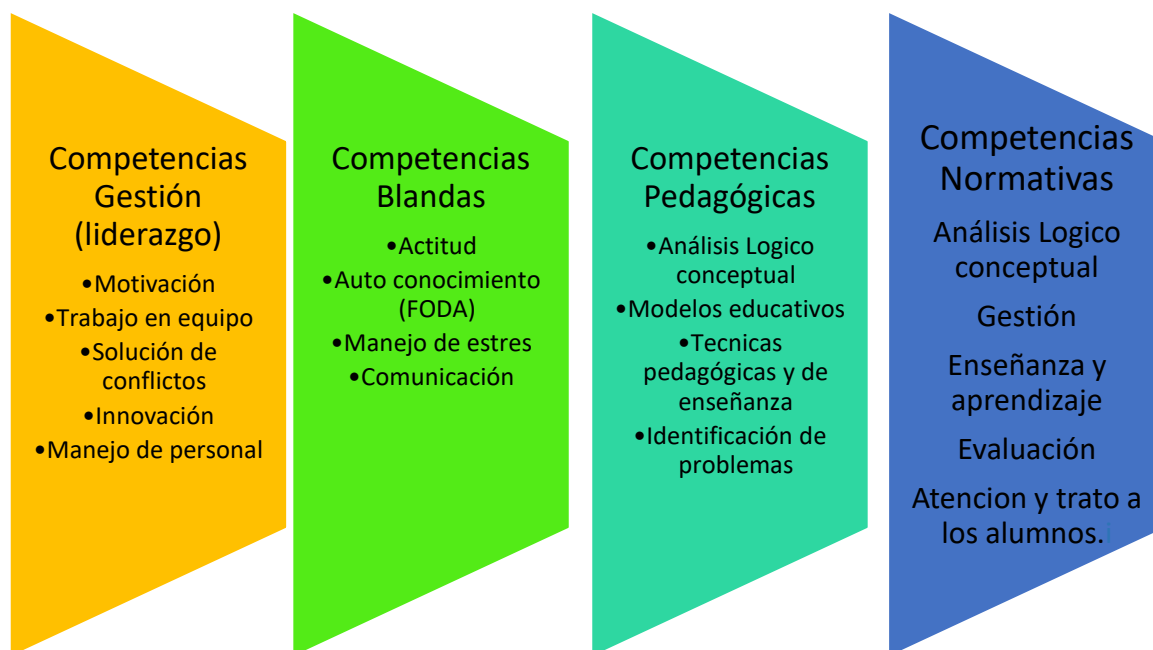 Competencias
Gestión
(liderazgo)
•Motivación
•Trabajo en equipo
•Solución de
conflictos
•Innovación
•Manejo de personal
Competencias
Blandas
•Actitud
•Auto conocimiento
(FODA)
•Manejo de estres
•Comunicación
Competencias
Pedagógicas
•Análisis Logico
conceptual
•Modelos educativos
•Tecnicas
pedagógicas y de
enseñanza
•Identificación de
problemas
Competencias
Normativas
Análisis Logico
conceptual
Gestión
Enseñanza y
aprendizaje
Evaluación
Atencion y trato a
los alumnos.i